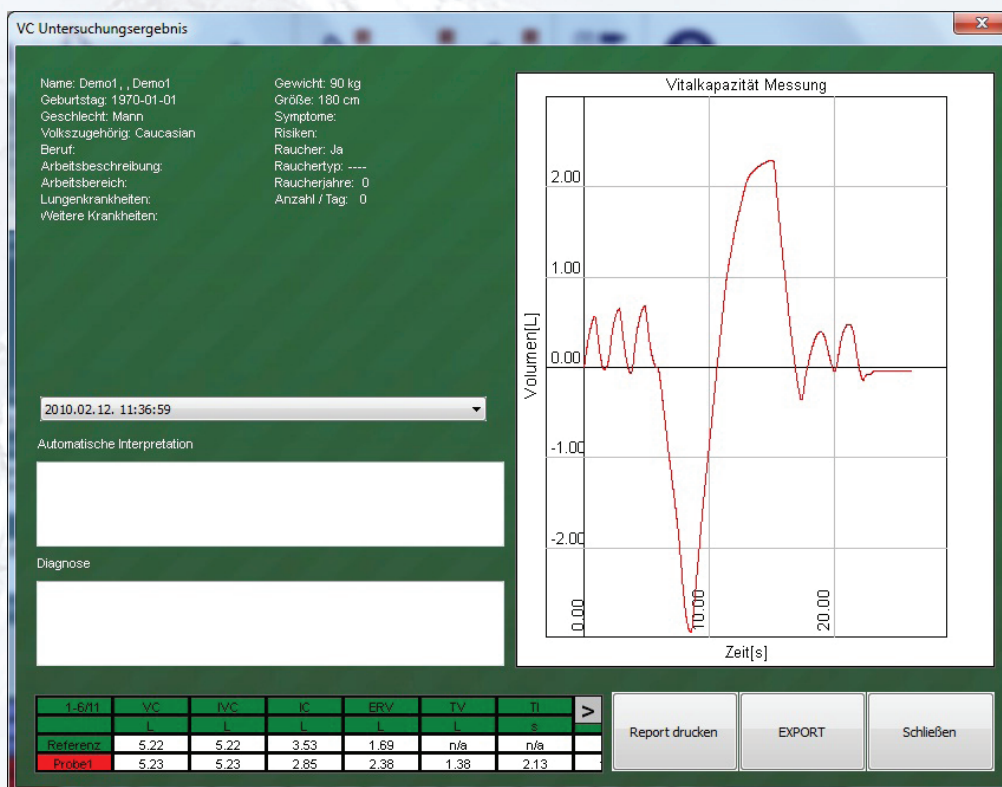 VC Untersuchungsergebnis
Name: Demo1, , Demo1
Geburtstag: 1970-01-01
Geschlecht: Mann
Volkszugehörig: Caucasian
Beruf:
Arbeitsbeschreibung:
Arbeitsbereich:
Lungenkrankheiten:
Weitere Krankheiten:
Gewicht: 90 kg
Größe: 180 cm
Symptome:
Risiken:
Raucher: Ja
Rauchertyp: ----
Raucherjahre: 0
Anzahl / Tag: 0
2010.02.12. 11:36:59
Automatische Interpretation
Diagnose
Vitalkapazität Messung
Volumen[L]
2.00
1.00
0.00
-1.00
-2.00
0.00
10.00
20.00
Zeit[s]
1-6/11 VC IVC IC ERV TV TI >
L L L L L s
Referenz 5.22 5.22 3.53 1.69 n/a n/a
Probe1 5.23 5.23 2.85 2.38 1.38 2.13
Report drucken
EXPORT
Schließen